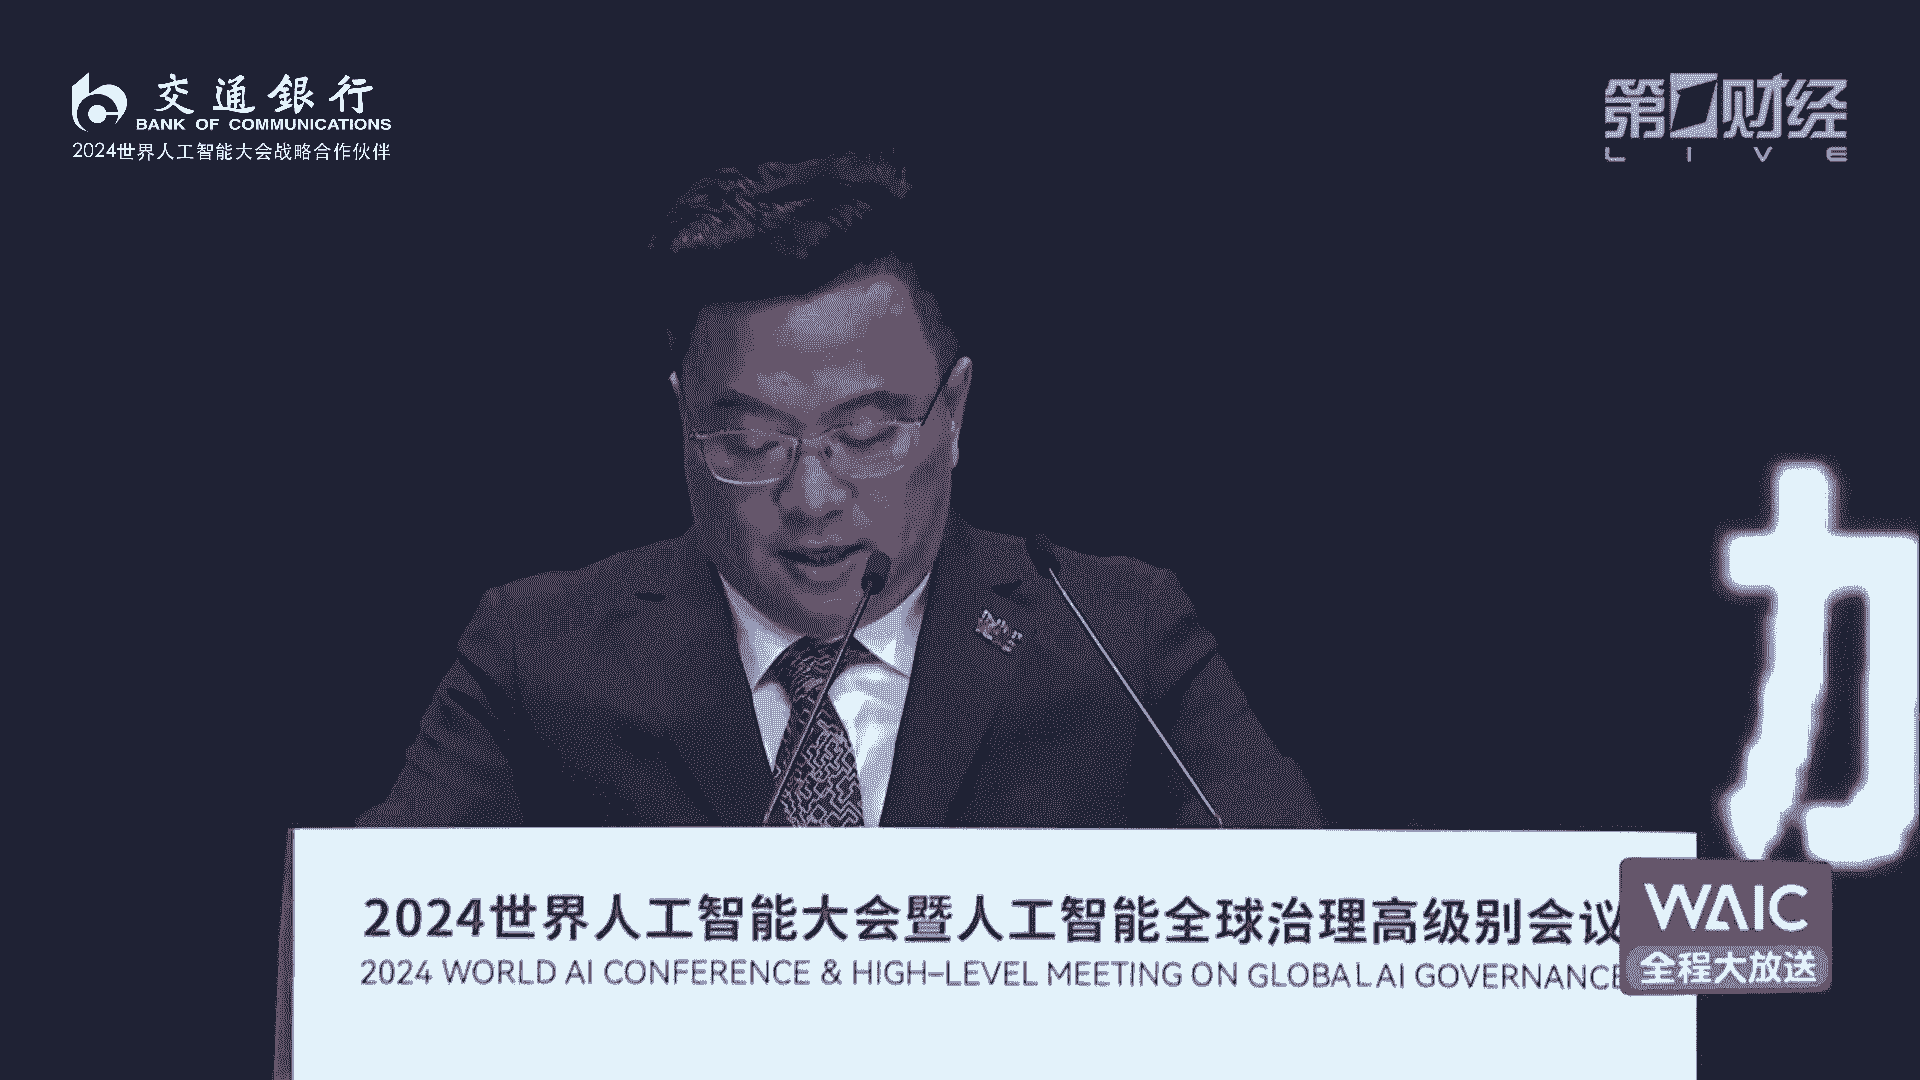 交通銀行
BANK OF COMMUNICATIONS
2024世界人工智能大会战略合作伙伴
第一财经
LIVE
2024世界人工智能大会暨人工智能全球治理高级别会议
2024 WORLD AI CONFERENCE & HIGH-LEVEL MEETING ON GLOBAL AI GOVERNANCE
WAIC
全程大放送